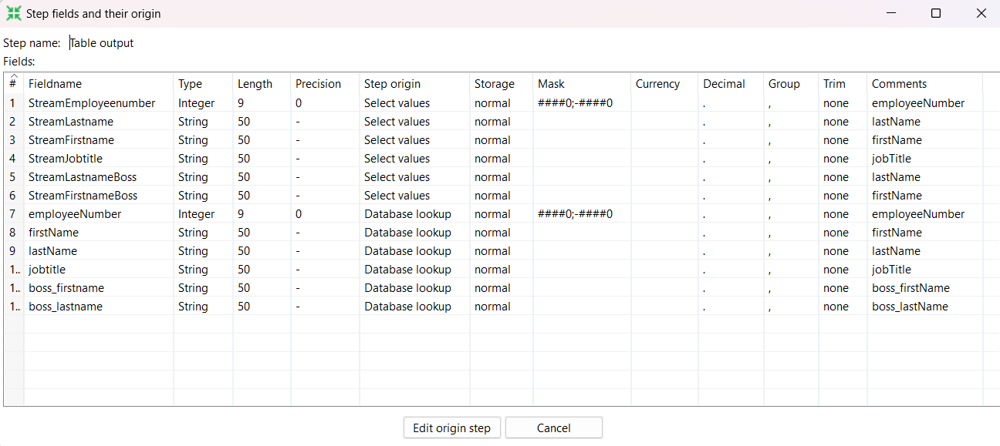 Step fields and their origin
Step name: Table output
Fields:
# Fieldname Type Length Precision Step origin Storage Mask Currency Decimal Group Trim Comments
1 StreamEmployeenumber Integer 9 0 Select values normal ####0;-####0 . , none employeeNumber
2 StreamLastname String 50 - Select values normal . , none lastName
3 StreamFirstname String 50 - Select values normal . , none firstName
4 StreamJobtitle String 50 - Select values normal . , none jobTitle
5 StreamLastnameBoss String 50 - Select values normal . , none lastName
6 StreamFirstnameBoss String 50 - Select values normal . , none firstName
7 employeeNumber Integer 9 0 Database lookup normal ####0;-####0 . , none employeeNumber
8 firstName String 50 - Database lookup normal . , none firstName
9 lastName String 50 - Database lookup normal . , none lastName
1.. jobtitle String 50 - Database lookup normal . , none jobTitle
1.. boss_firstname String 50 - Database lookup normal . , none boss_firstName
1.. boss_lastname String 50 - Database lookup normal . , none boss_lastName
Edit origin step Cancel